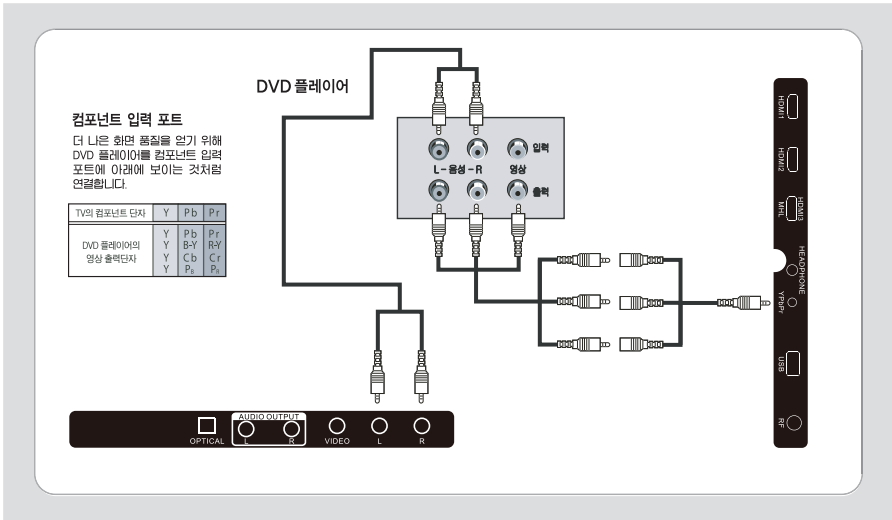 DVD 플레이어
컴포넌트 입력 포트
더 나은 화면 품질을 얻기 위해
DVD 플레이어를 컴포넌트 입력
포트에 아래에 보이는 것처럼
연결합니다.
TV의 컴포넌트 단자 Y Pb Pr
DVD 플레이어의
영상 출력단자
Y Pb Pr
Y B-Y R-Y
Y Cb Cr
Y PB PR
입력
L - 음성 - R 영상
출력
HDMI1
HDMI2
HDMI3
MHL
HEADPHONE
YPbPr
USB
RF
AUDIO OUTPUT
OPTICAL L R VIDEO L R